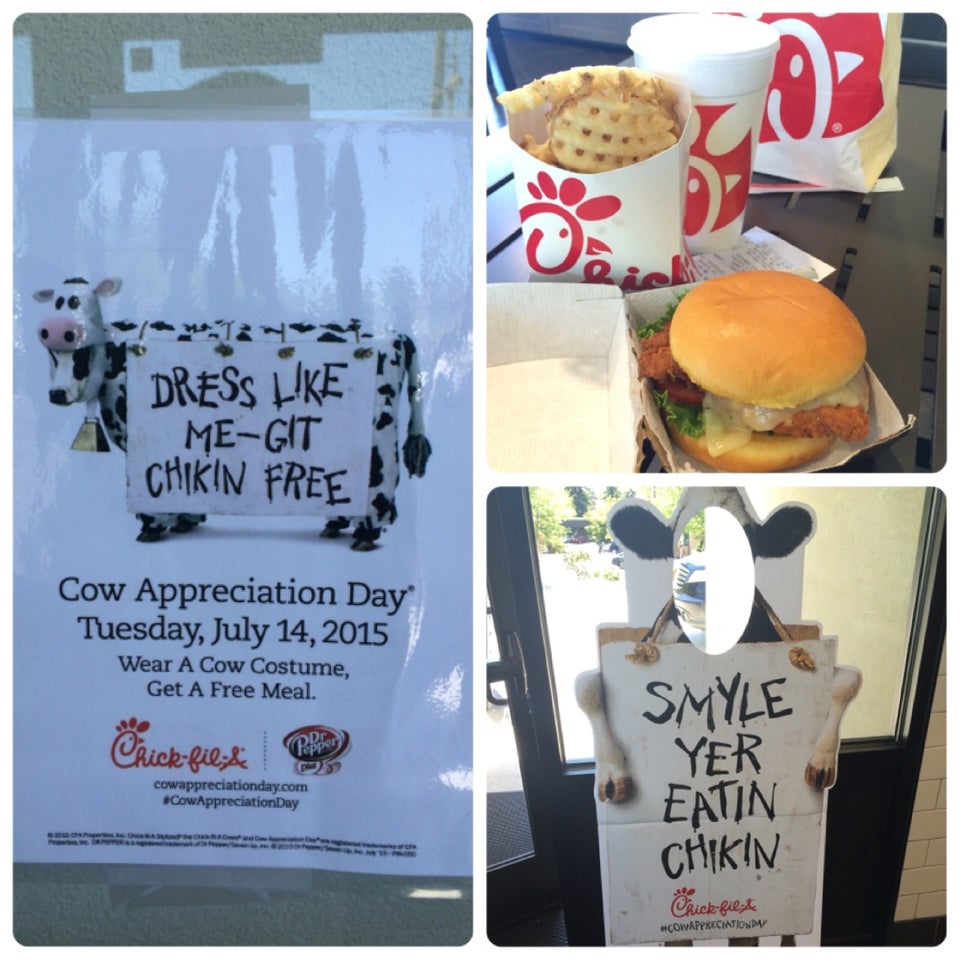 DRESS LIKE
ME-GIT
CHIKIN FREE
Cow Appreciation Day®
Tuesday, July 14, 2015
Wear A Cow Costume,
Get A Free Meal.
Chick-fil-A
Dr Pepper
cowappreciationday.com
#CowAppreciationDay
Chick
SMYLE
YER
EATIN
CHIKIN
Chick-fil-A
#COWAPPRECIATIONDAY